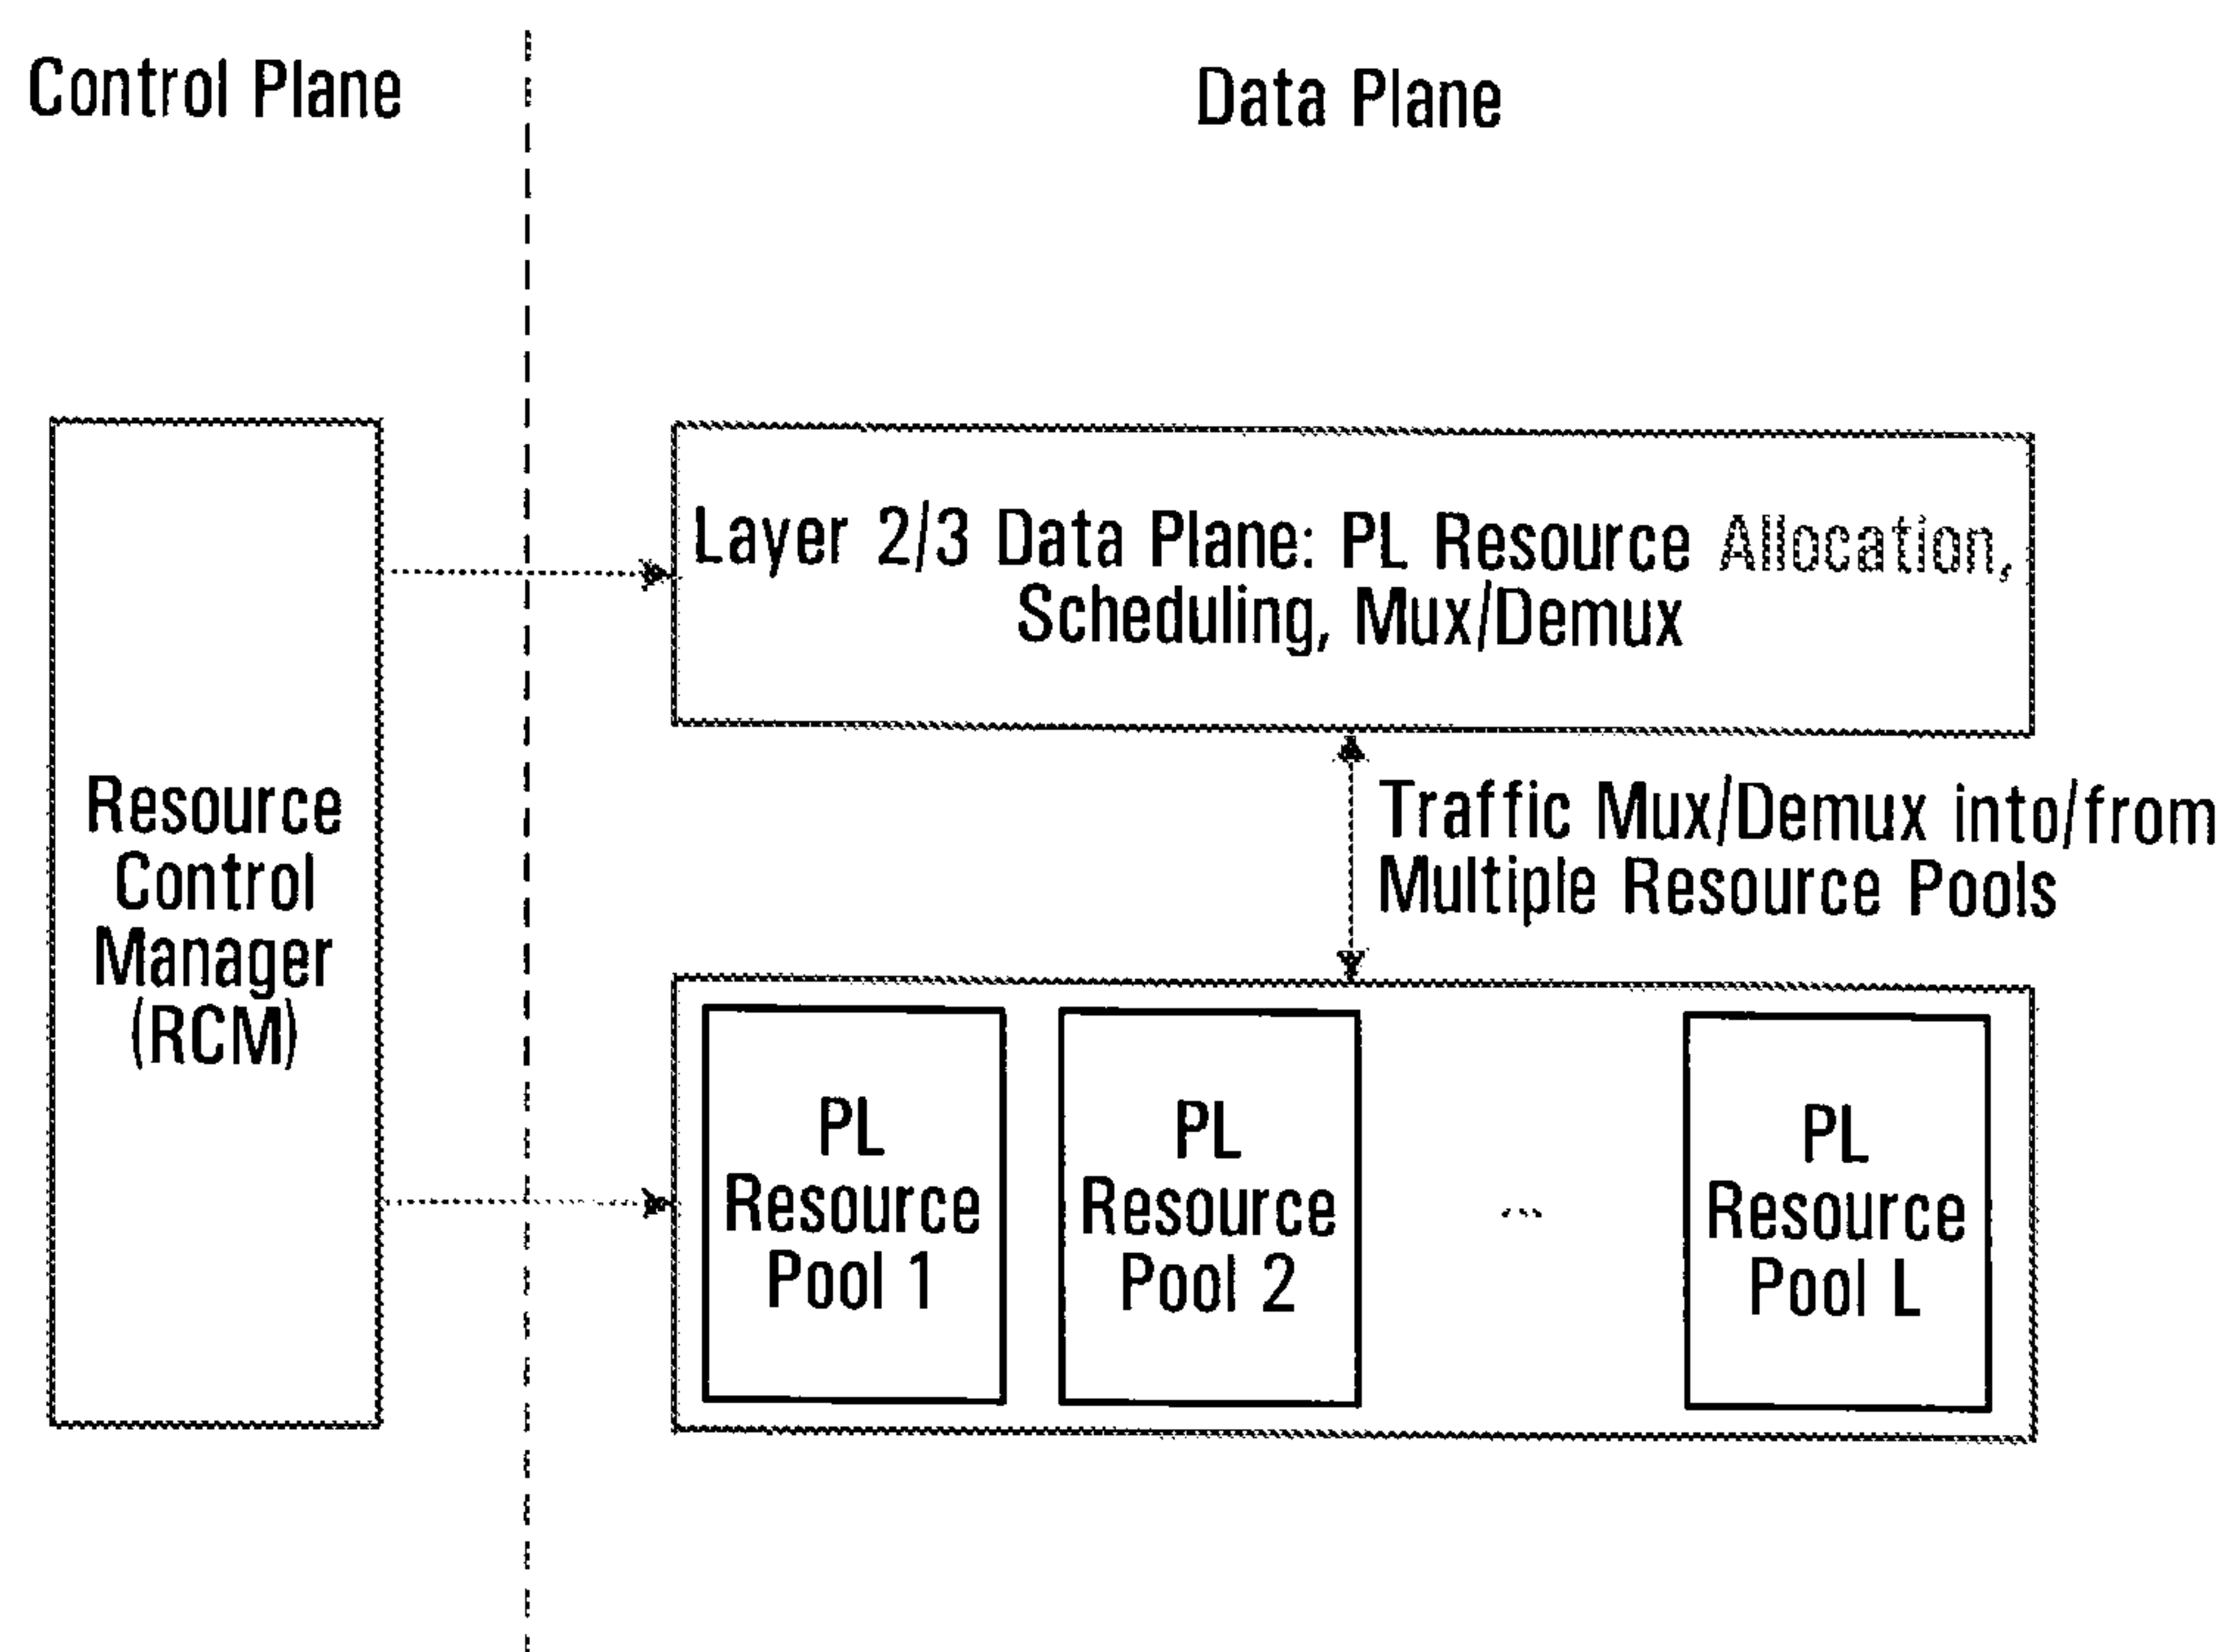 Control Plane
Data Plane
Layer 2/3 Data Plane: PL Resource Allocation,
Scheduling, Mux/Demux
Resource
Control
Manager
(RCM)
Traffic Mux/Demux into/from
Multiple Resource Pools
PL
Resource
Pool 1
PL
Resource
Pool 2
...
PL
Resource
Pool L